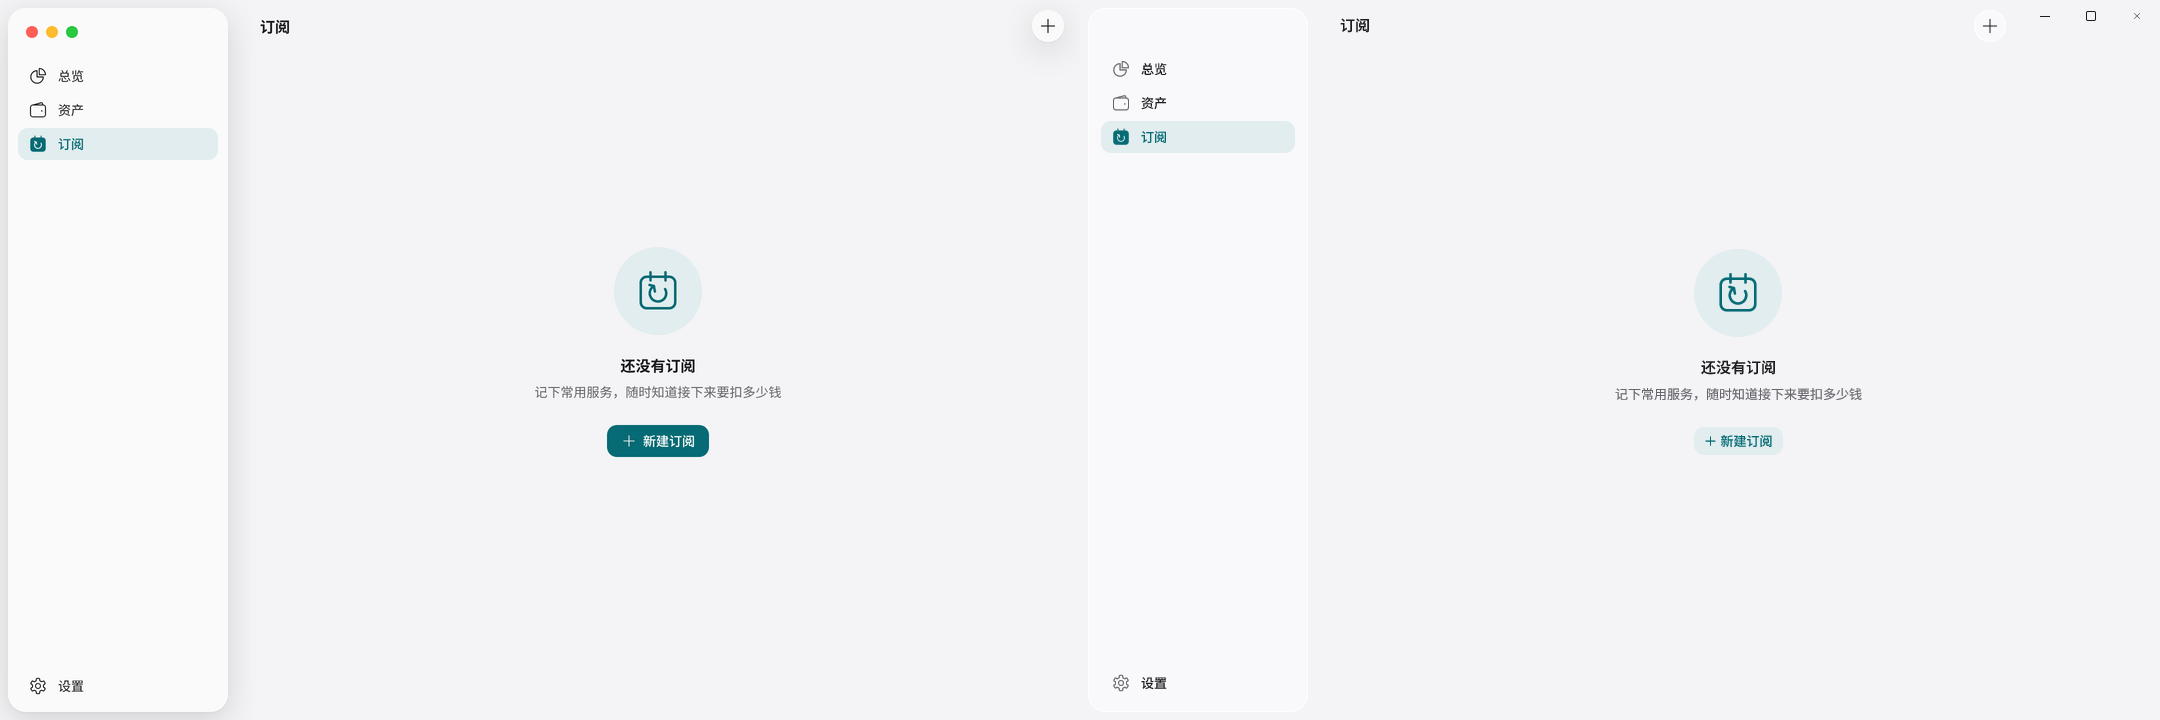 订阅
总览
资产
订阅
还没有订阅
记下常用服务，随时知道接下来要扣多少钱
新建订阅
设置
订阅
总览
资产
订阅
还没有订阅
记下常用服务，随时知道接下来要扣多少钱
新建订阅
设置